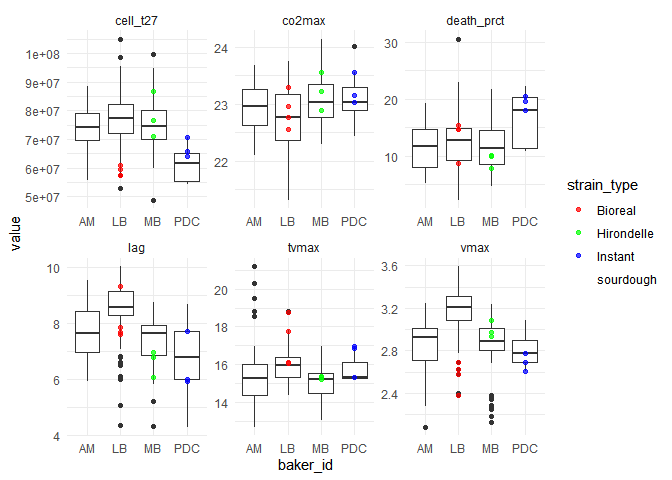 cell_t27
co2max
death_prct
1e+08
9e+07
8e+07
7e+07
6e+07
5e+07
24
23
22
30
20
10
AM LB MB PDC
AM LB MB PDC
AM LB MB PDC
lag
tvmax
vmax
10
8
6
4
20
18
16
14
3.6
3.2
2.8
2.4
AM LB MB PDC
AM LB MB PDC
AM LB MB PDC
value
baker_id
strain_type
Bioreal
Hirondelle
Instant
sourdough